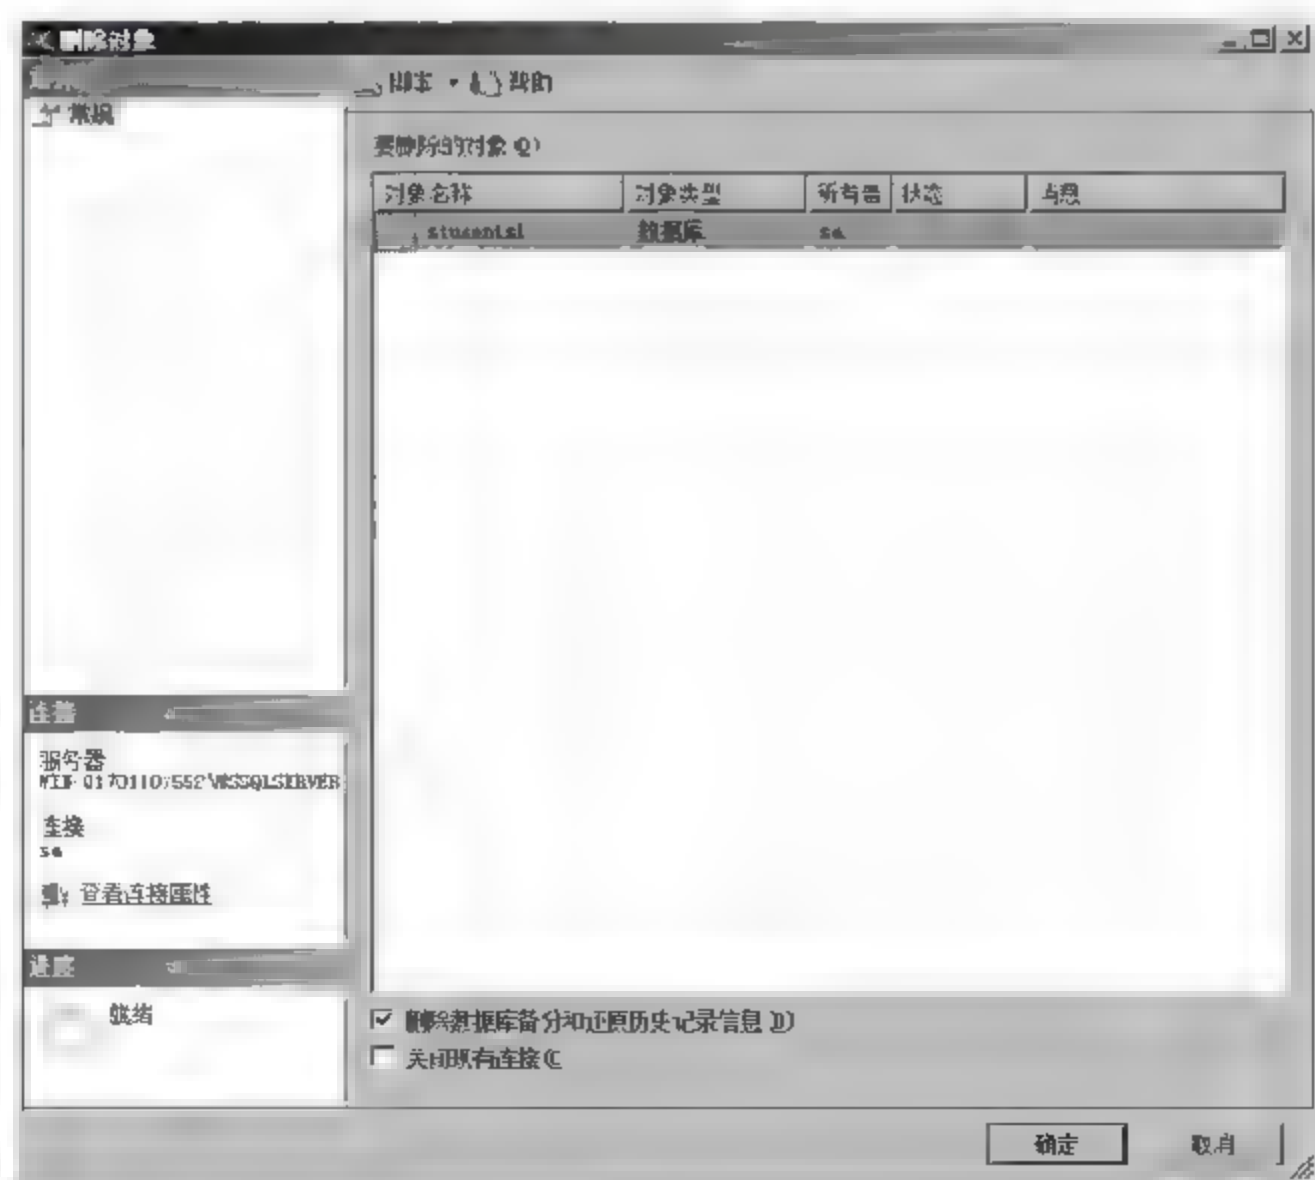 删除对象
脚本 帮助
常规
要删除的对象(Q)
对象名称 对象类型 所有者 状态 消息
数据库 sa
连接
服务器
连接
sa
查看连接属性
进度
就绪
删除数据库备份和还原历史记录信息(D)
关闭现有连接(C
确定 取消